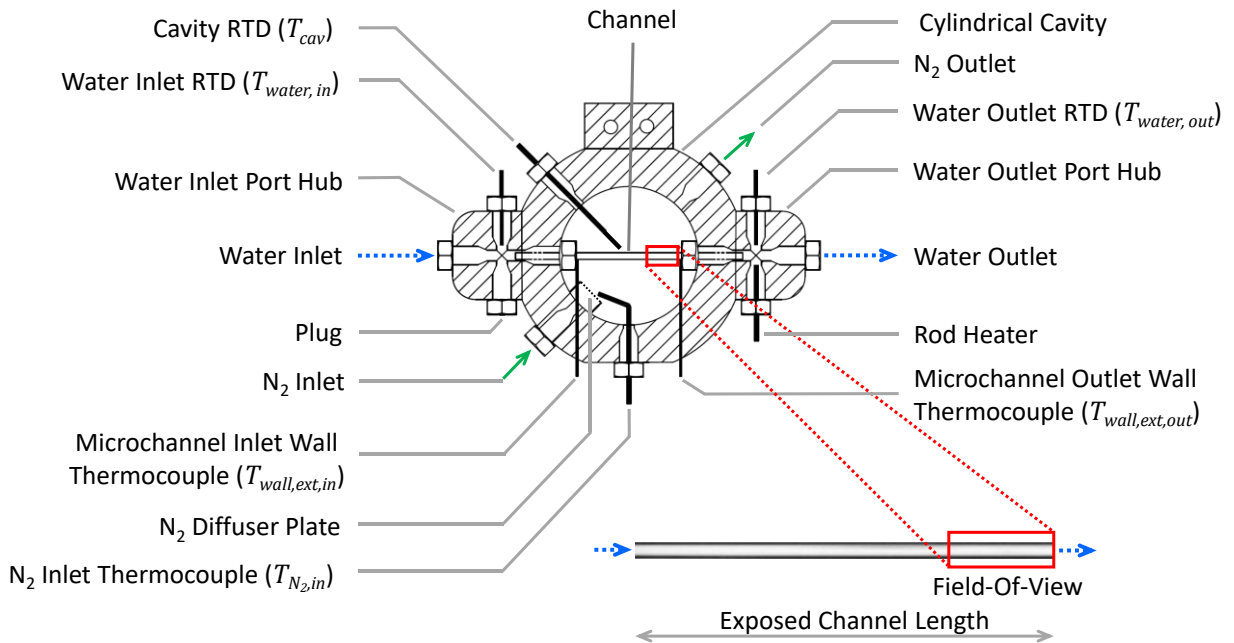 Channel
Cavity RTD (T_cav)
Water Inlet RTD (T_water, in)
Water Inlet Port Hub
Water Inlet
Plug
N₂ Inlet
Microchannel Inlet Wall
Thermocouple (T_wall,ext,in)
N₂ Diffuser Plate
N₂ Inlet Thermocouple (T_N₂,in)
Cylindrical Cavity
N₂ Outlet
Water Outlet RTD (T_water, out)
Water Outlet Port Hub
Water Outlet
Rod Heater
Microchannel Outlet Wall
Thermocouple (T_wall,ext,out)
Field-Of-View
Exposed Channel Length